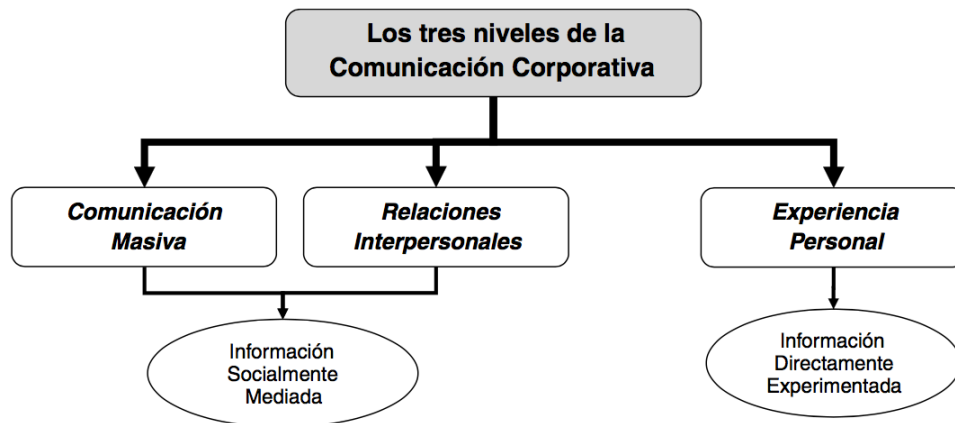 Los tres niveles de la
Comunicación Corporativa
Comunicación
Masiva
Relaciones
Interpersonales
Experiencia
Personal
Información
Socialmente
Mediada
Información
Directamente
Experimentada